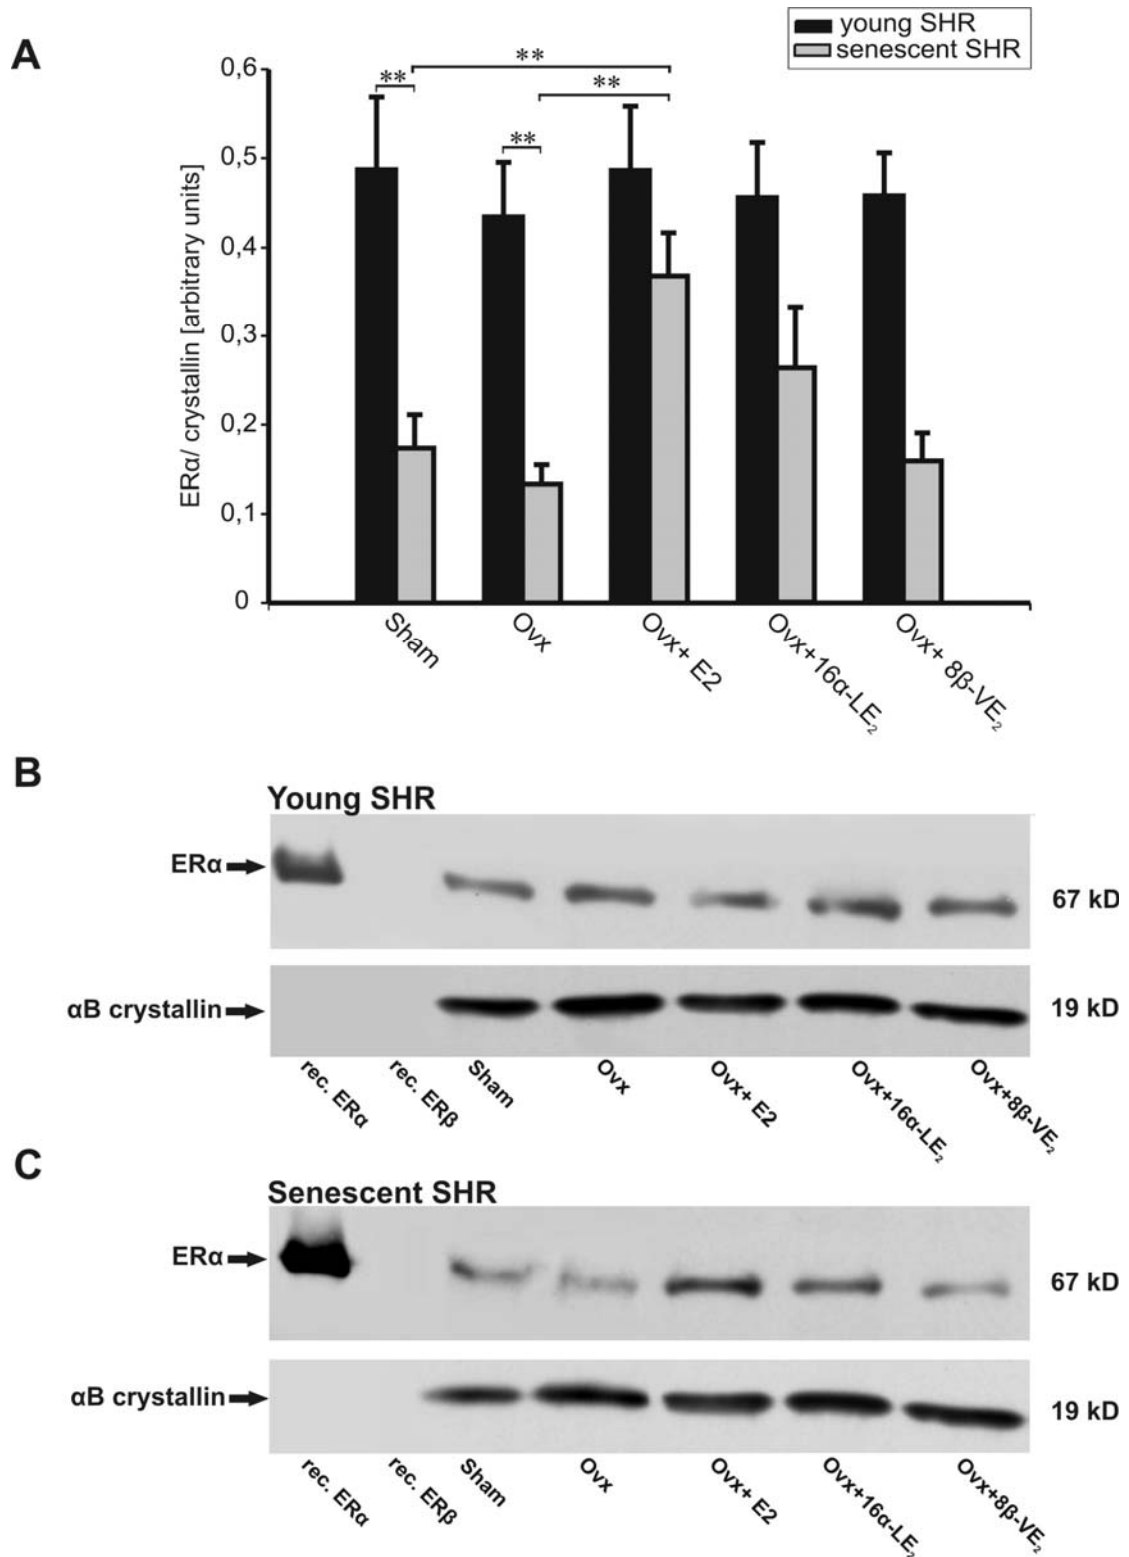 A
young SHR
senescent SHR
ERα/ crystallin [arbitrary units]
0,6
0,5
0,4
0,3
0,2
0,1
0
**
**
**
**
Sham
Ovx
Ovx+ E2
Ovx+16α-LE₂
Ovx+ 8β-VE₂
B
Young SHR
ERα
67 kD
αB crystallin
19 kD
rec. ERα
rec. ERβ
Sham
Ovx
Ovx+ E2
Ovx+16α-LE₂
Ovx+8β-VE₂
C
Senescent SHR
ERα
67 kD
αB crystallin
19 kD
rec. ERα
rec. ERβ
Sham
Ovx
Ovx+ E2
Ovx+16α-LE₂
Ovx+8β-VE₂